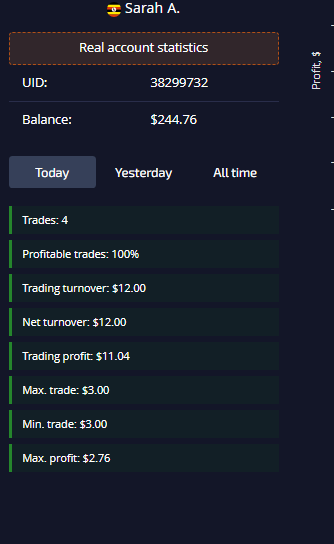 Sarah A.
Real account statistics
UID: 38299732
Balance: $244.76
Today Yesterday All time
Trades: 4
Profitable trades: 100%
Trading turnover: $12.00
Net turnover: $12.00
Trading profit: $11.04
Max. trade: $3.00
Min. trade: $3.00
Max. profit: $2.76
Profit, $